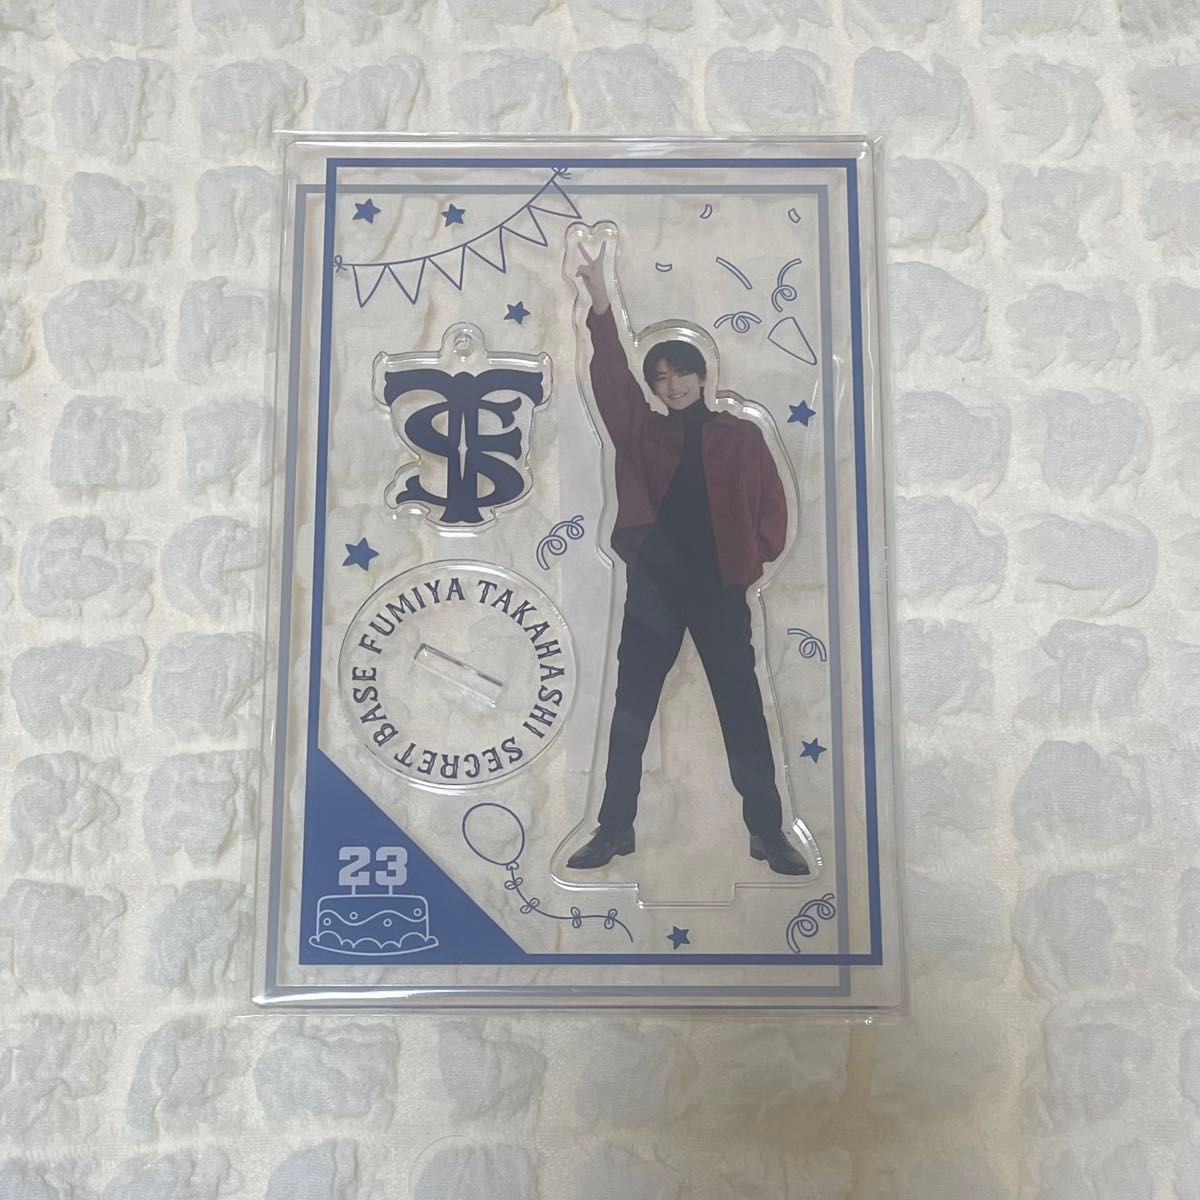 FUMIYA TAKAHASHI SECRET BASE
23